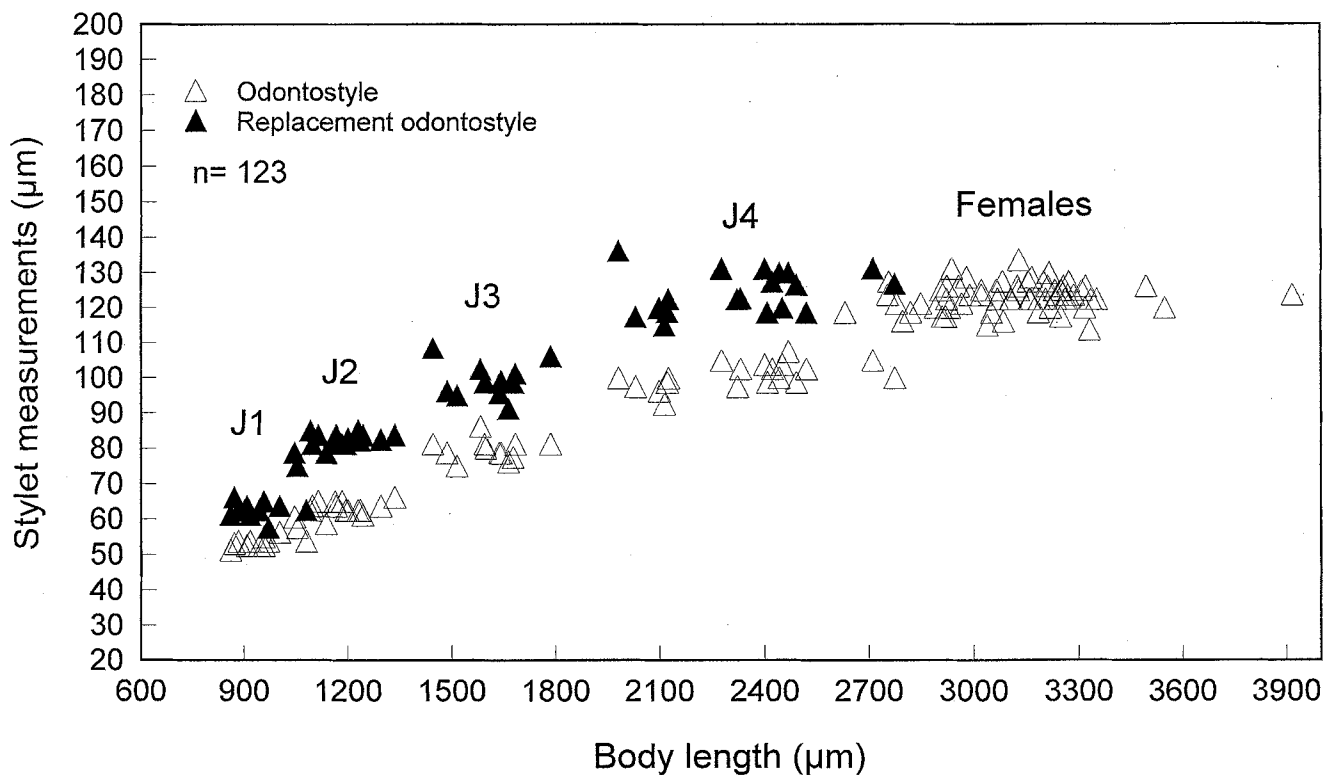 200
190
180
170
160
150
140
130
120
110
100
90
80
70
60
50
40
30
20
Stylet measurements (µm)
Odontostyle
Replacement odontostyle
n= 123
J1
J2
J3
J4
Females
600 900 1200 1500 1800 2100 2400 2700 3000 3300 3600 3900
Body length (µm)